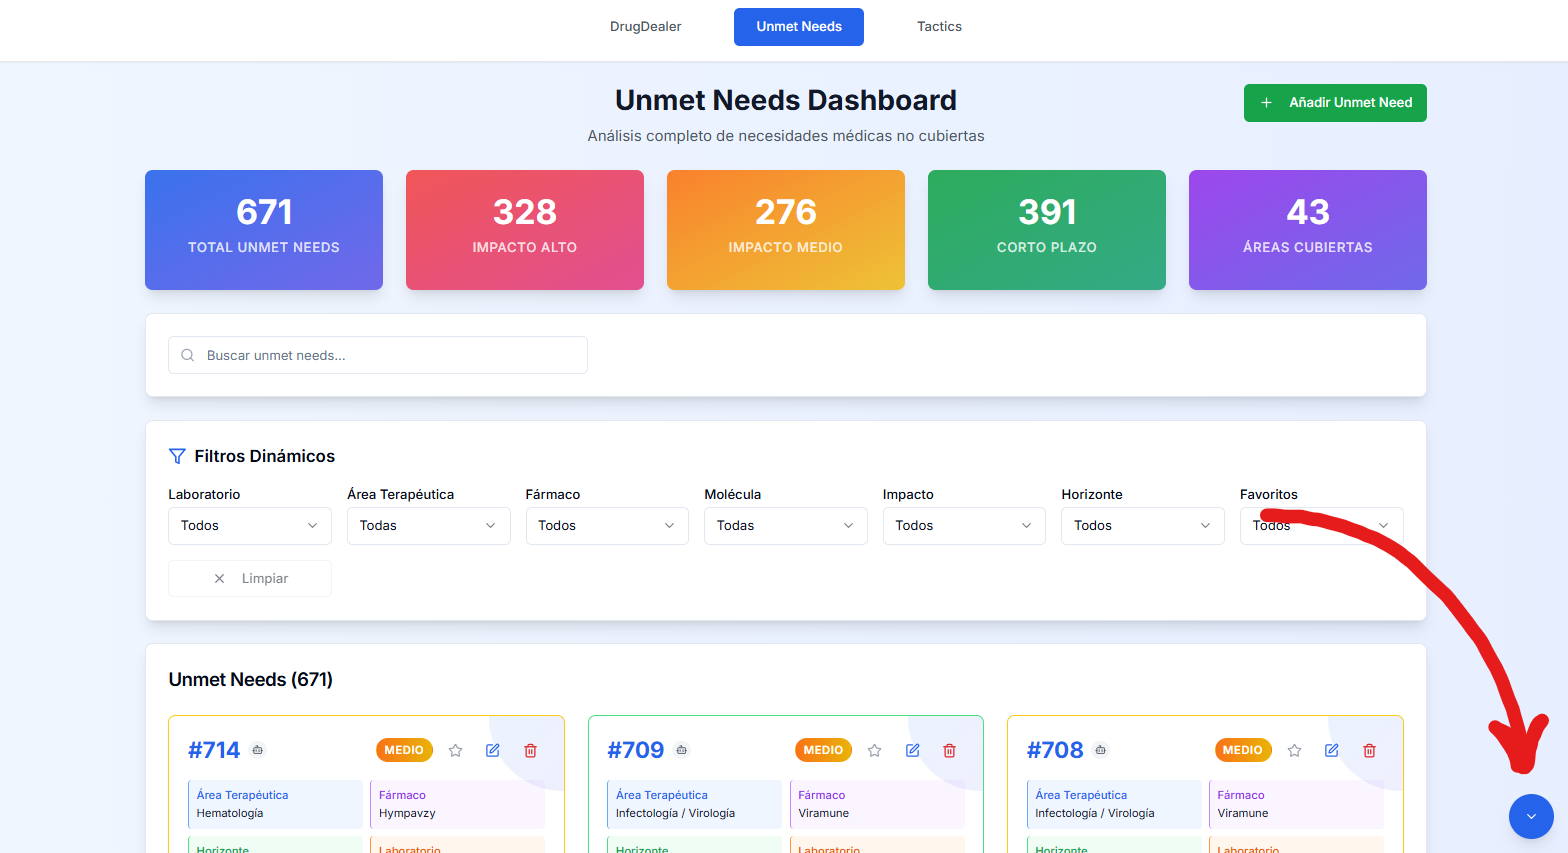 DrugDealer
Unmet Needs
Tactics
Unmet Needs Dashboard
Análisis completo de necesidades médicas no cubiertas
+ Añadir Unmet Need
671
TOTAL UNMET NEEDS
328
IMPACTO ALTO
276
IMPACTO MEDIO
391
CORTO PLAZO
43
ÁREAS CUBIERTAS
Buscar unmet needs...
Filtros Dinámicos
Laboratorio
Todos
Área Terapéutica
Todas
Fármaco
Todos
Molécula
Todas
Impacto
Todos
Horizonte
Todos
Favoritos
Todos
Limpiar
Unmet Needs (671)
#714
MEDIO
Área Terapéutica
Hematología
Fármaco
Hympavzy
Horizonte
Laboratorio
#709
MEDIO
Área Terapéutica
Infectología / Virología
Fármaco
Viramune
Horizonte
Laboratorio
#708
MEDIO
Área Terapéutica
Infectología / Virología
Fármaco
Viramune
Horizonte
Laboratorio